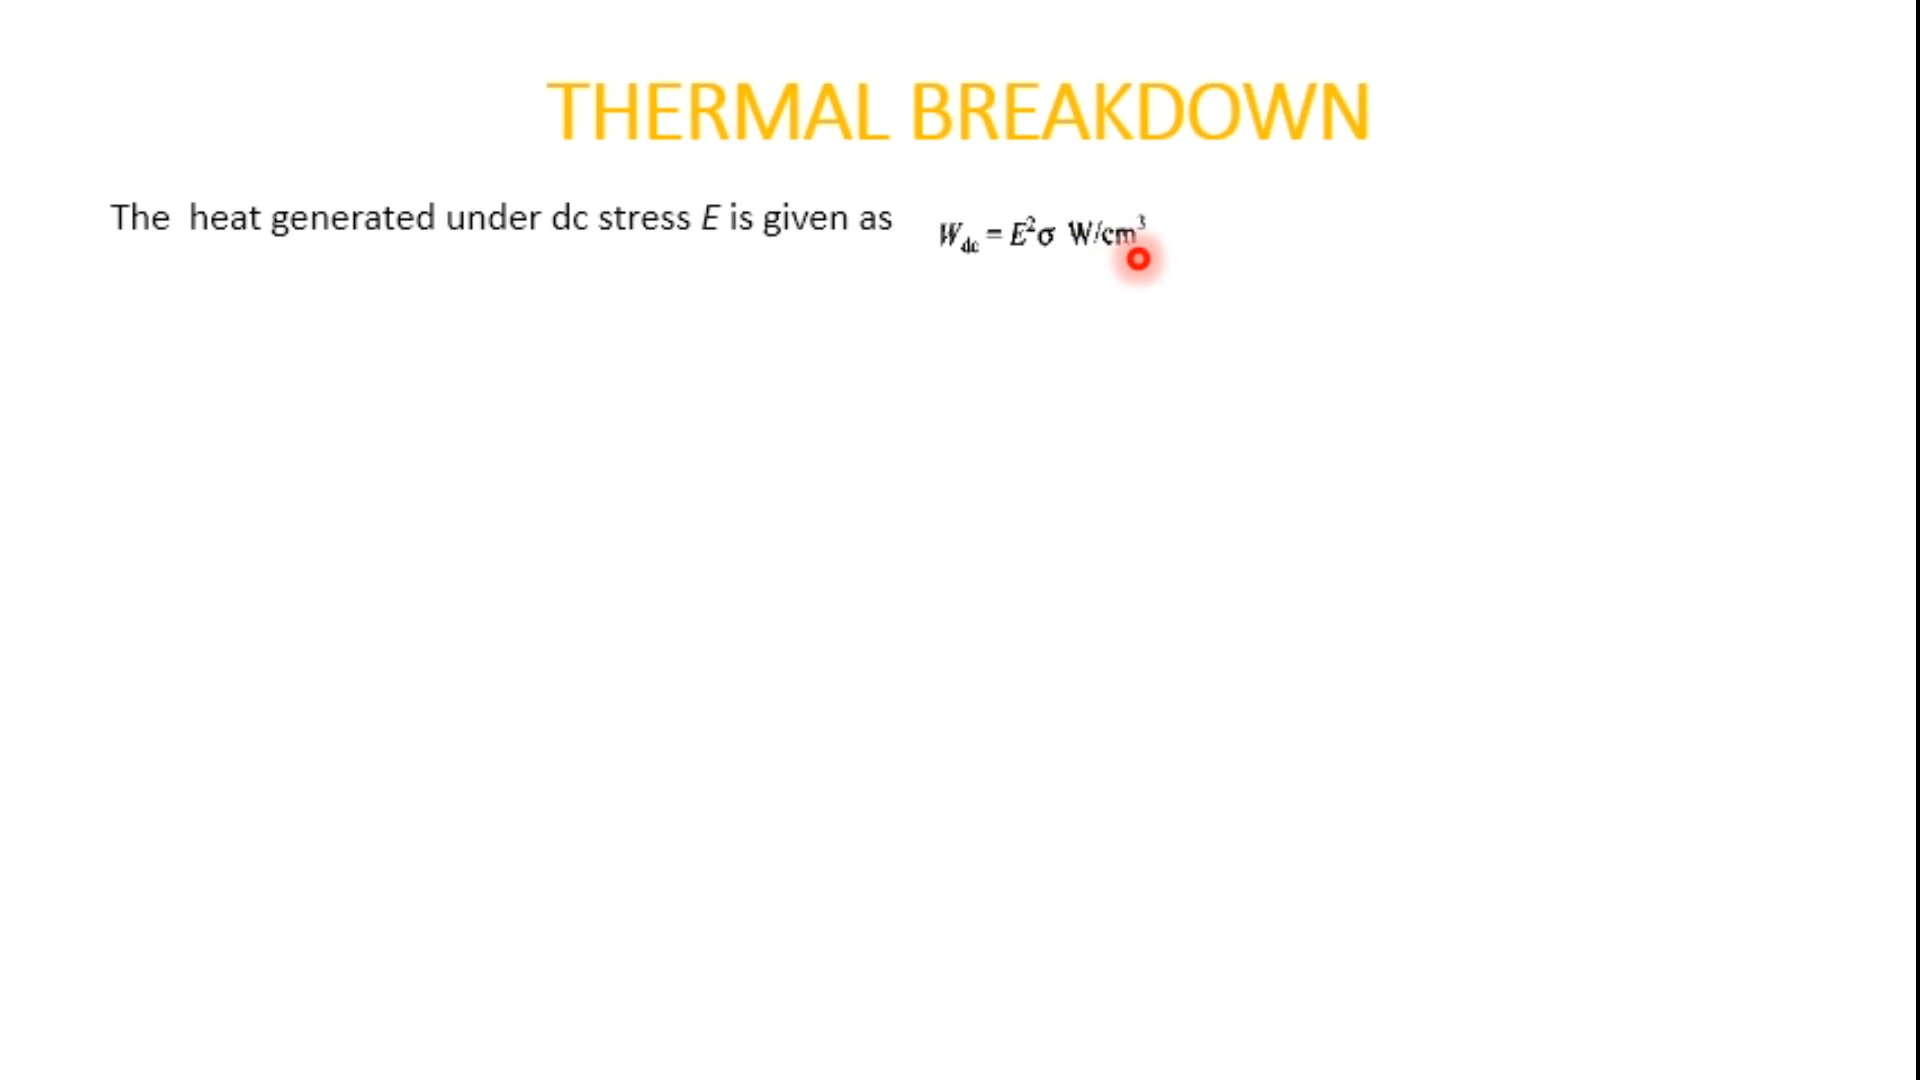 THERMAL BREAKDOWN
The heat generated under dc stress E is given as W_dc = E²σ W/cm³